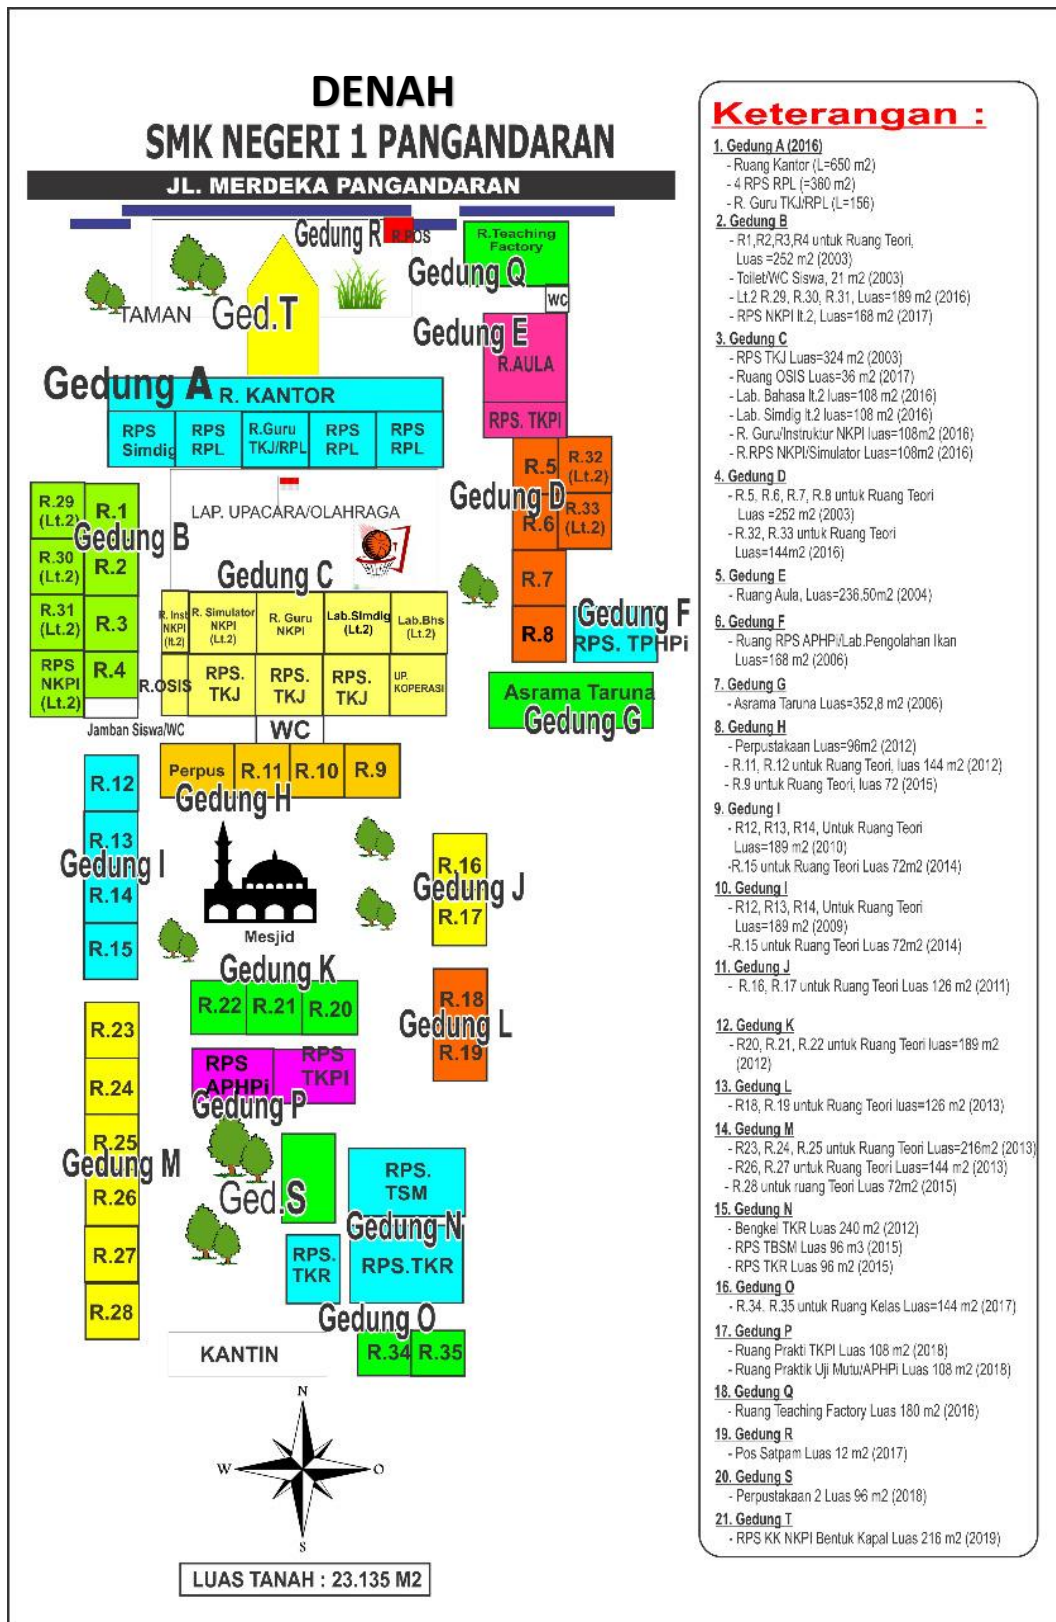 DENAH
SMK NEGERI 1 PANGANDARAN
JL. MERDEKA PANGANDARAN
Gedung R
R.POS
R.Teaching
Factory
Gedung Q
WC
TAMAN
Ged.T
Gedung E
R.AULA
RPS. TKPI
Gedung A
R. KANTOR
RPS
Simdig
RPS
RPL
R.Guru
TKJ/RPL
RPS
RPL
RPS
RPL
R.5
R.32
(Lt.2)
Gedung D
R.6
R.33
(Lt.2)
R.7
R.8
LAP. UPACARA/OLAHRAGA
R.29
(Lt.2)
R.1
Gedung B
R.30
(Lt.2)
R.2
R.31
(Lt.2)
R.3
RPS
NKPI
(Lt.2)
R.4
Jamban Siswa/WC
Gedung C
R. Inst
NKPI
(lt.2)
R. Simulator
NKPI
(Lt.2)
R. Guru
NKPI
Lab.Simdig
(Lt.2)
Lab.Bhs
(Lt.2)
R.OSIS
RPS.
TKJ
RPS.
TKJ
RPS.
TKJ
UP.
KOPERASI
Gedung F
RPS. TPHPi
Asrama Taruna
Gedung G
WC
Perpus
R.11
R.10
R.9
Gedung H
R.12
R.13
Gedung I
R.14
R.15
Mesjid
R.16
Gedung J
R.17
Gedung K
R.22
R.21
R.20
R.18
Gedung L
R.19
RPS
APHPi
RPS
TKPI
Gedung P
R.23
R.24
R.25
Gedung M
R.26
R.27
R.28
Ged.S
RPS.
TSM
Gedung N
RPS.
TKR
RPS.TKR
Gedung O
R.34
R.35
KANTIN
N
W
O
S
LUAS TANAH : 23.135 M2
Keterangan :
1. Gedung A (2016)
- Ruang Kantor (L=650 m2)
- 4 RPS RPL (=360 m2)
- R. Guru TKJ/RPL (L=156)
2. Gedung B
- R1,R2,R3,R4 untuk Ruang Teori,
Luas =252 m2 (2003)
- Toilet/WC Siswa, 21 m2 (2003)
- Lt.2 R.29, R.30, R.31, Luas=189 m2 (2016)
- RPS NKPI lt.2, Luas=168 m2 (2017)
3. Gedung C
- RPS TKJ Luas=324 m2 (2003)
- Ruang OSIS Luas=36 m2 (2017)
- Lab. Bahasa lt.2 luas=108 m2 (2016)
- Lab. Simdig lt.2 luas=108 m2 (2016)
- R. Guru/Instruktur NKPI luas=108m2 (2016)
- R.RPS NKPI/Simulator Luas=108m2 (2016)
4. Gedung D
- R.5, R.6, R.7, R.8 untuk Ruang Teori
Luas =252 m2 (2003)
- R.32, R.33 untuk Ruang Teori
Luas=144m2 (2016)
5. Gedung E
- Ruang Aula, Luas=236,50m2 (2004)
6. Gedung F
- Ruang RPS APHPi/Lab.Pengolahan Ikan
Luas=168 m2 (2006)
7. Gedung G
- Asrama Taruna Luas=352,8 m2 (2006)
8. Gedung H
- Perpustakaan Luas=96m2 (2012)
- R.11, R.12 untuk Ruang Teori, luas 144 m2 (2012)
- R.9 untuk Ruang Teori, luas 72 (2015)
9. Gedung I
- R12, R13, R14, Untuk Ruang Teori
Luas=189 m2 (2010)
-R.15 untuk Ruang Teori Luas 72m2 (2014)
10. Gedung I
- R12, R13, R14, Untuk Ruang Teori
Luas=189 m2 (2009)
-R.15 untuk Ruang Teori Luas 72m2 (2014)
11. Gedung J
- R.16, R.17 untuk Ruang Teori Luas 126 m2 (2011)
12. Gedung K
- R20, R.21, R.22 untuk Ruang Teori luas=189 m2
(2012)
13. Gedung L
- R18, R.19 untuk Ruang Teori luas=126 m2 (2013)
14. Gedung M
- R23, R.24, R.25 untuk Ruang Teori Luas=216m2 (2013)
- R26, R.27 untuk Ruang Teori Luas=144 m2 (2013)
- R.28 untuk ruang Teori Luas 72m2 (2015)
15. Gedung N
- Bengkel TKR Luas 240 m2 (2012)
- RPS TBSM Luas 96 m3 (2015)
- RPS TKR Luas 96 m2 (2015)
16. Gedung O
- R.34. R.35 untuk Ruang Kelas Luas=144 m2 (2017)
17. Gedung P
- Ruang Prakti TKPI Luas 108 m2 (2018)
- Ruang Praktik Uji Mutu/APHPi Luas 108 m2 (2018)
18. Gedung Q
- Ruang Teaching Factory Luas 180 m2 (2016)
19. Gedung R
- Pos Satpam Luas 12 m2 (2017)
20. Gedung S
- Perpustakaan 2 Luas 96 m2 (2018)
21. Gedung T
- RPS KK NKPI Bentuk Kapal Luas 216 m2 (2019)